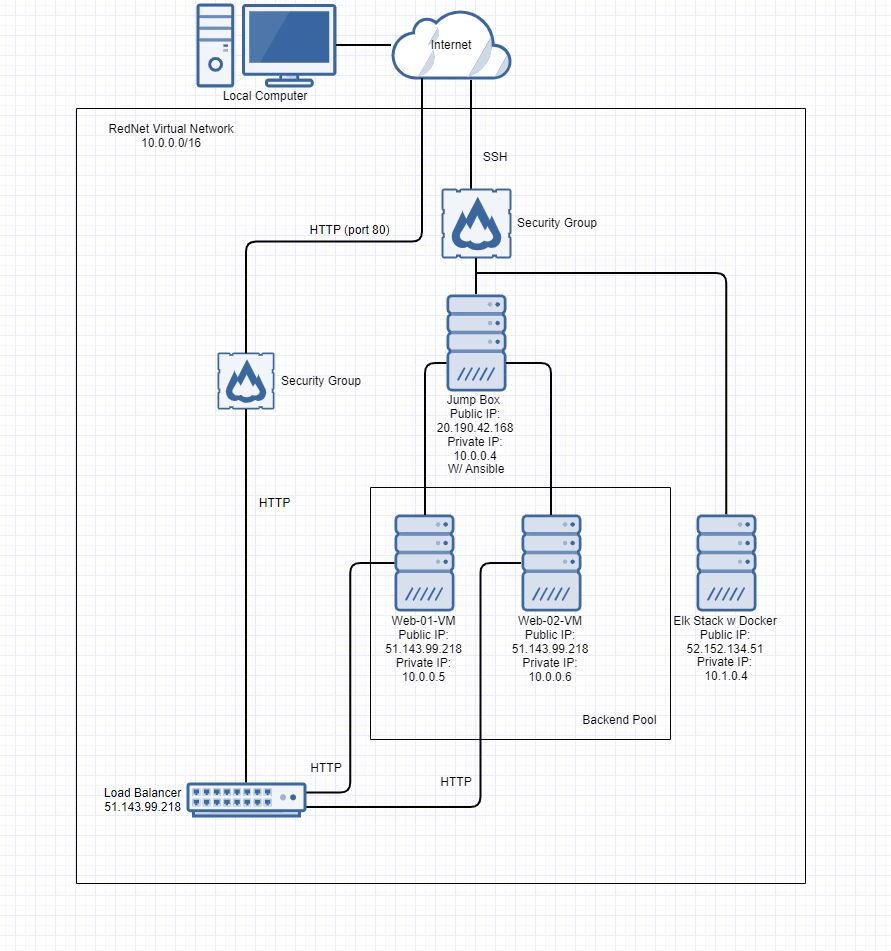 Internet
Local Computer
RedNet Virtual Network
10.0.0.0/16
SSH
Security Group
HTTP (port 80)
Security Group
Jump Box
Public IP:
20.190.42.168
Private IP:
10.0.0.4
W/ Ansible
HTTP
Web-01-VM
Public IP:
51.143.99.218
Private IP:
10.0.0.5
Web-02-VM
Public IP:
51.143.99.218
Private IP:
10.0.0.6
Elk Stack w Docker
Public IP:
52.152.134.51
Private IP:
10.1.0.4
Backend Pool
HTTP
HTTP
Load Balancer
51.143.99.218